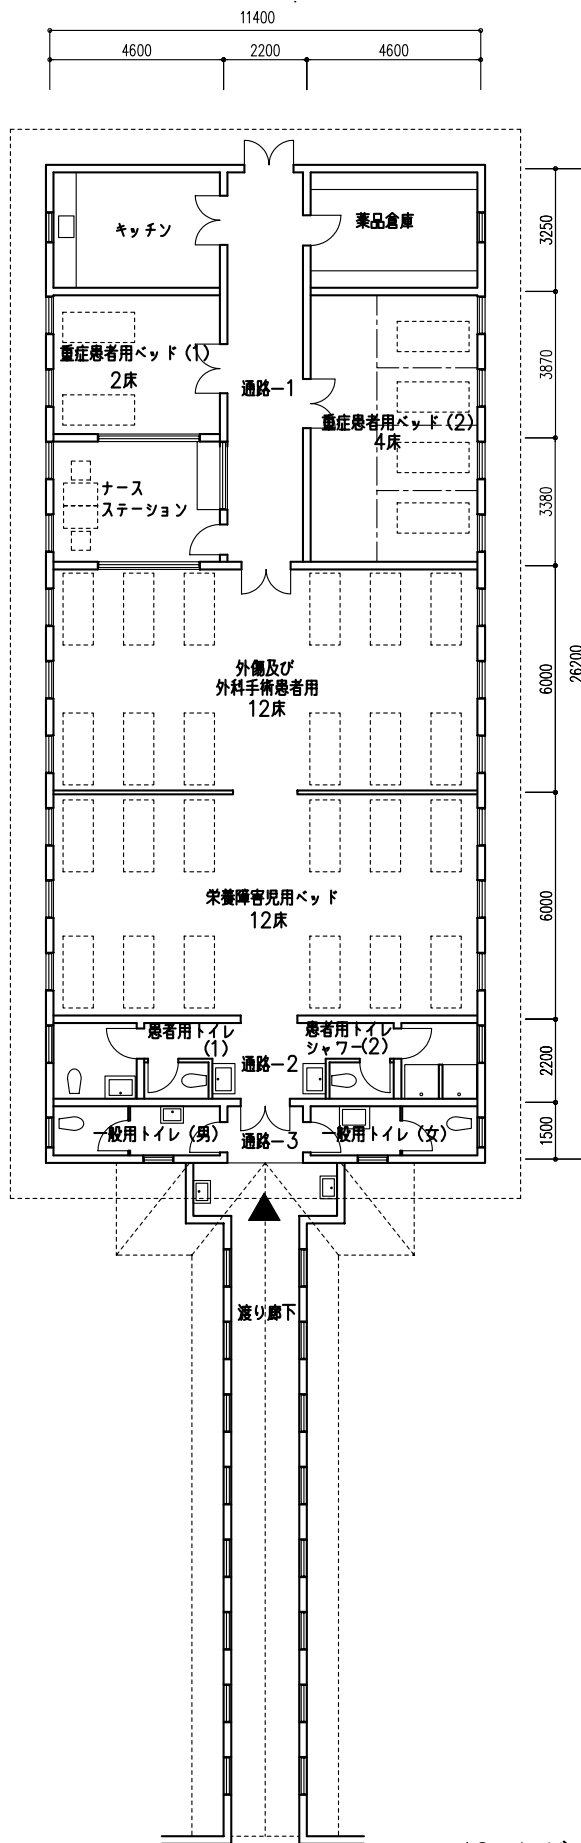 11400
4600
2200
4600
キッチン
薬品倉庫
3250
重症患者用ベッド(1)
2床
通路-1
重症患者用ベッド(2)
4床
3870
ナース
ステーション
3380
外傷及び
外科手術患者用
12床
6000
26200
栄養障害児用ベッド
12床
6000
患者用トイレ
(1)
患者用トイレ
シャワー(2)
通路-2
2200
一般用トイレ(男)
通路-3
一般用トイレ(女)
1500
渡り廊下